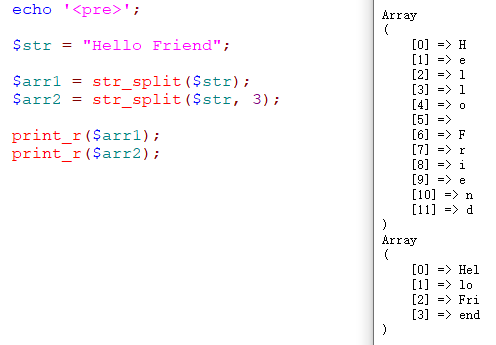 echo '<pre>';
$str = "Hello Friend";
$arr1 = str_split($str);
$arr2 = str_split($str, 3);
print_r($arr1);
print_r($arr2);
Array
(
    [0] => H
    [1] => e
    [2] => l
    [3] => l
    [4] => o
    [5] =>
    [6] => F
    [7] => r
    [8] => i
    [9] => e
    [10] => n
    [11] => d
)
Array
(
    [0] => Hel
    [1] => lo
    [2] => Fri
    [3] => end
)